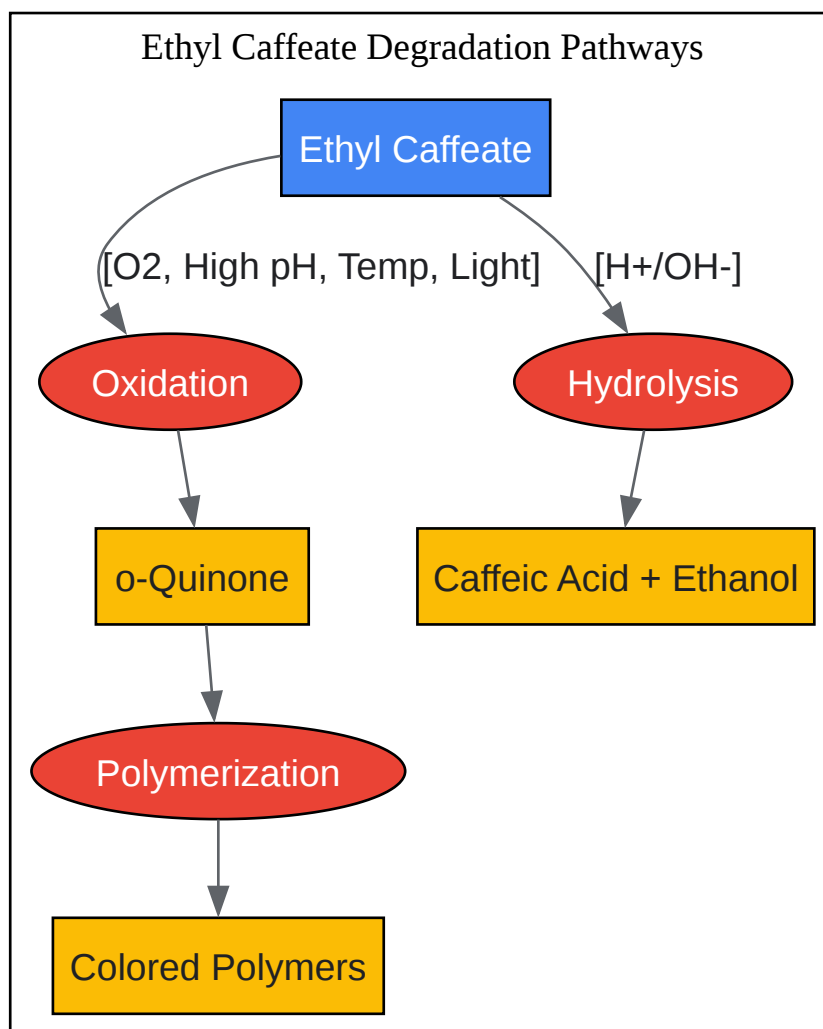 Ethyl Caffeate Degradation Pathways
Ethyl Caffeate
[O2, High pH, Temp, Light]
[H+/OH-]
Oxidation
Hydrolysis
o-Quinone
Caffeic Acid + Ethanol
Polymerization
Colored Polymers